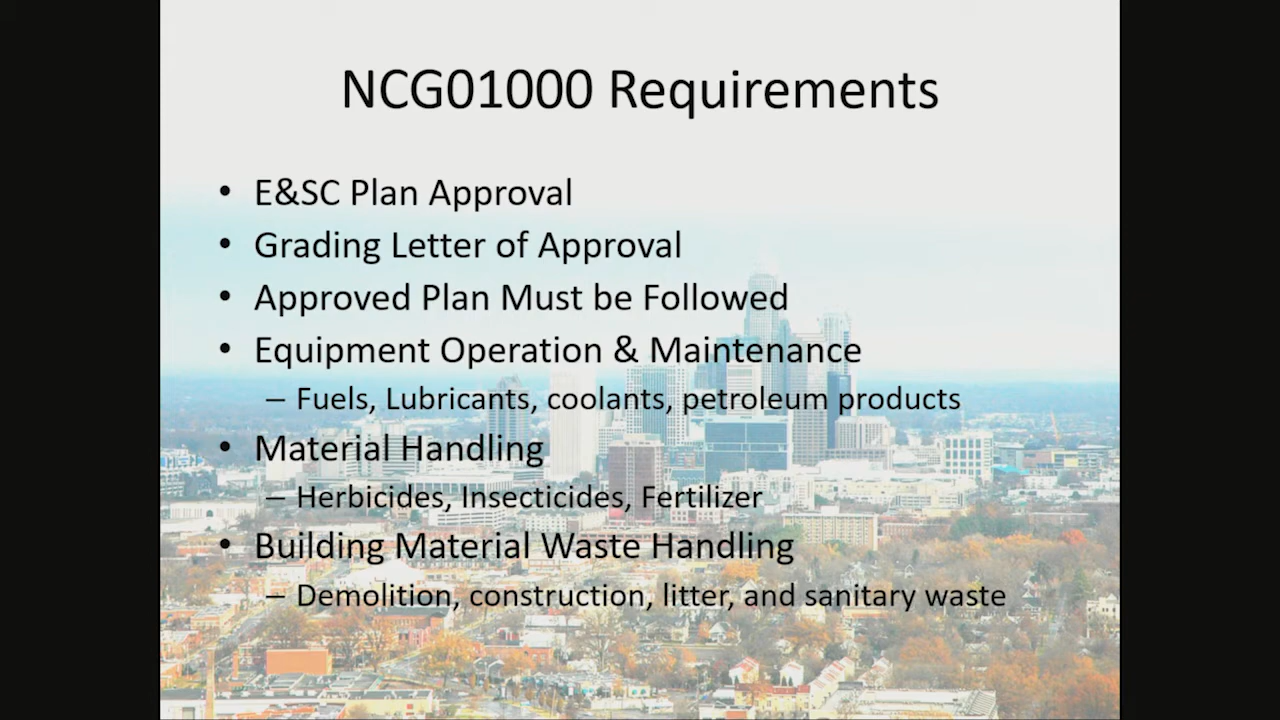 NCG01000 Requirements
• E&SC Plan Approval
• Grading Letter of Approval
• Approved Plan Must be Followed
• Equipment Operation & Maintenance
– Fuels, Lubricants, coolants, petroleum products
• Material Handling
– Herbicides, Insecticides, Fertilizer
• Building Material Waste Handling
– Demolition, construction, litter, and sanitary waste